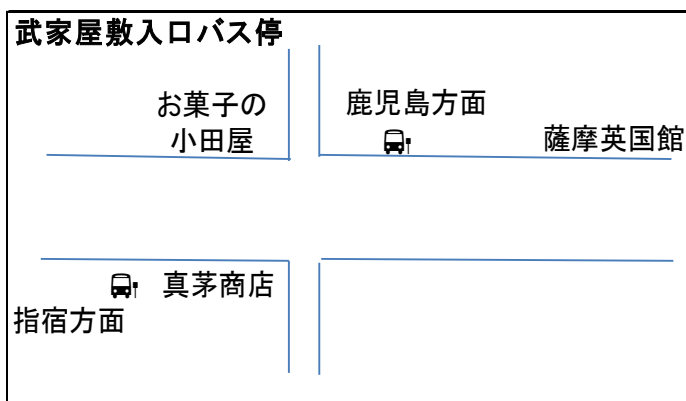 武家屋敷入口バス停
お菓子の
小田屋
鹿児島方面
薩摩英国館
真茅商店
指宿方面